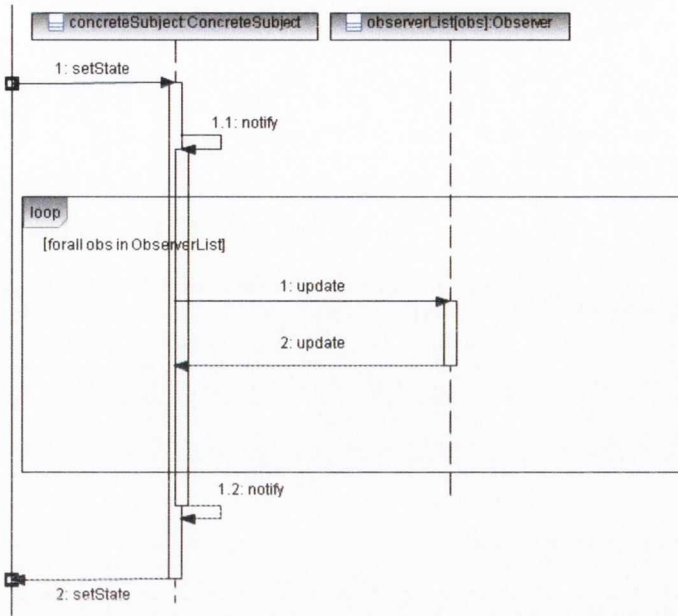 concreteSubject:ConcreteSubject
observerList[obs]:Observer
1: setState
1.1: notify
loop
[forall obs in ObserverList]
1: update
2: update
1.2: notify
2: setState